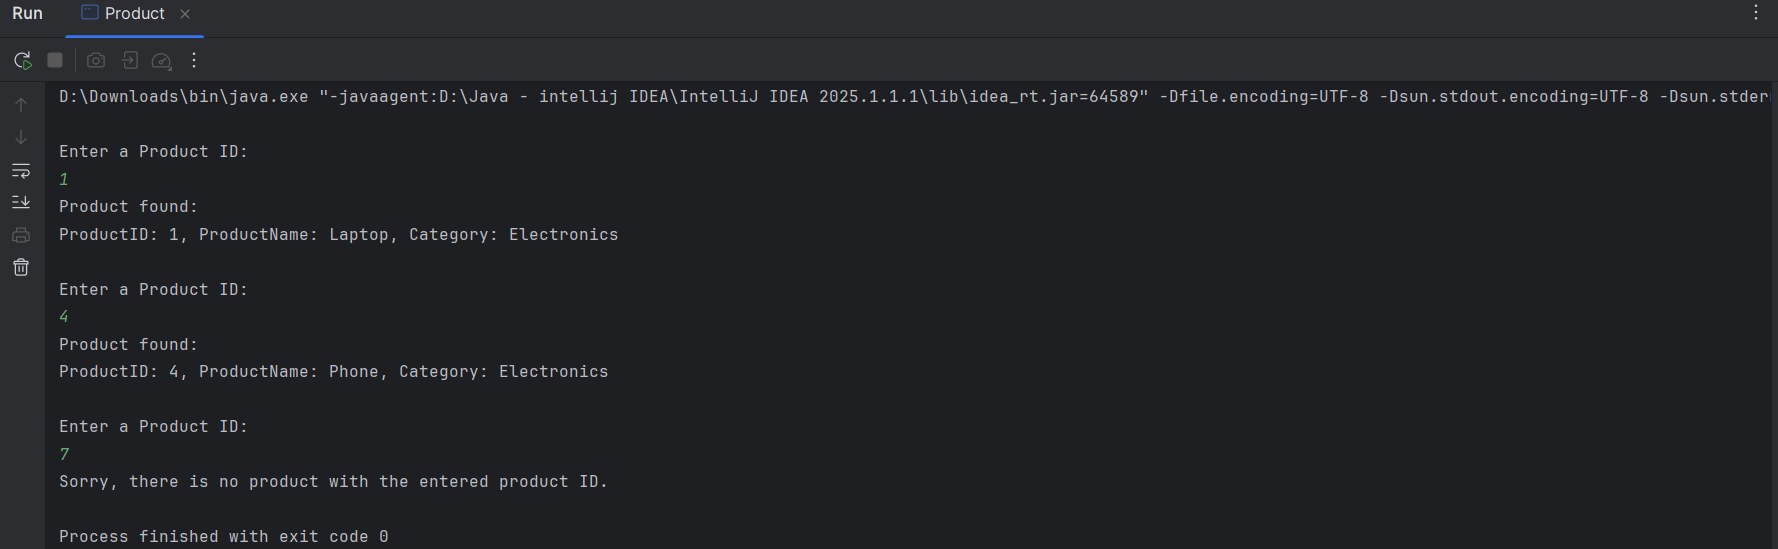 Run Product
D:\Downloads\bin\java.exe "-javaagent:D:\Java - intellij IDEA\IntelliJ IDEA 2025.1.1.1\lib\idea_rt.jar=64589" -Dfile.encoding=UTF-8 -Dsun.stdout.encoding=UTF-8 -Dsun.stder
Enter a Product ID:
1
Product found:
ProductID: 1, ProductName: Laptop, Category: Electronics
Enter a Product ID:
4
Product found:
ProductID: 4, ProductName: Phone, Category: Electronics
Enter a Product ID:
7
Sorry, there is no product with the entered product ID.
Process finished with exit code 0